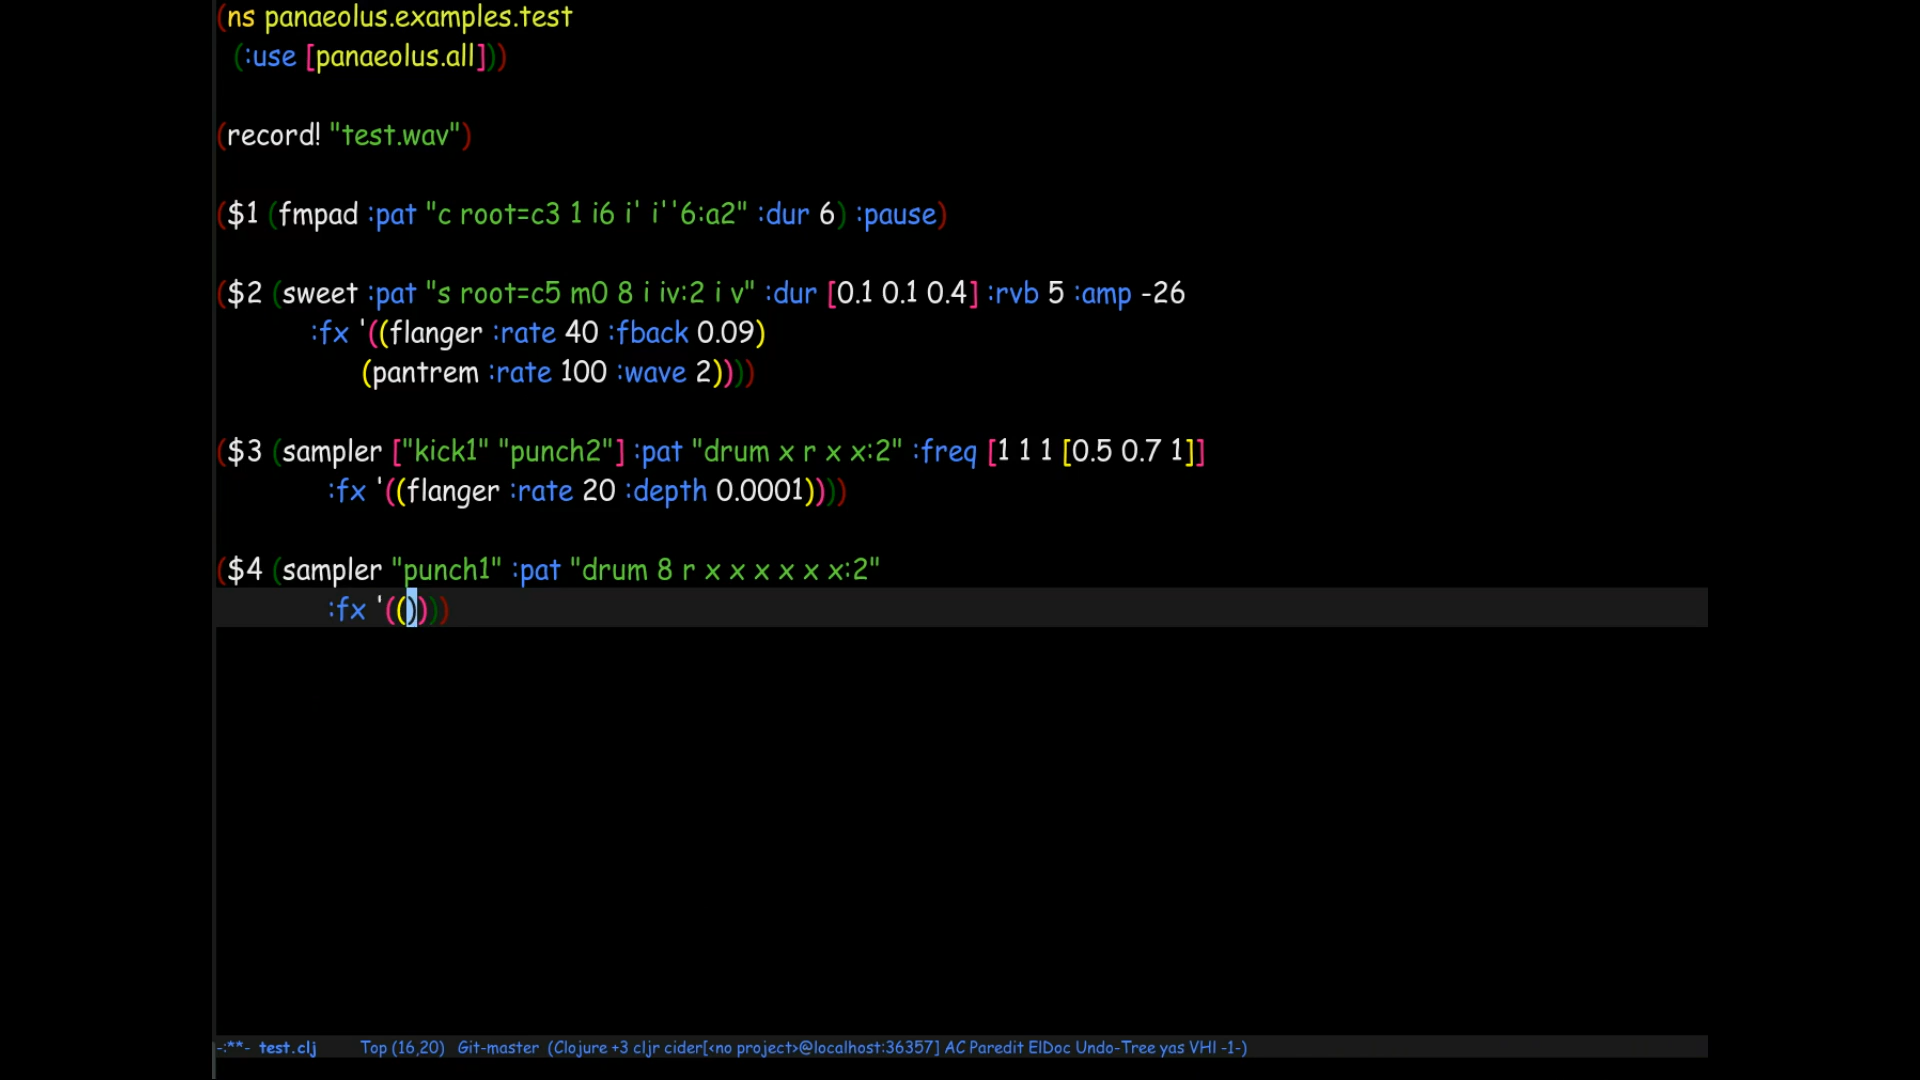 (ns panaeolus.examples.test
(:use [panaeolus.all]))
(record! "test.wav")
($1 (fmpad :pat "c root=c3 1 i6 i' i''6:a2" :dur 6) :pause)
($2 (sweet :pat "s root=c5 m0 8 i iv:2 i v" :dur [0.1 0.1 0.4] :rvb 5 :amp -26
:fx '((flanger :rate 40 :fback 0.09)
(pantrem :rate 100 :wave 2))))
($3 (sampler ["kick1" "punch2"] :pat "drum x r x x:2" :freq [1 1 1 [0.5 0.7 1]]
:fx '((flanger :rate 20 :depth 0.0001))))
($4 (sampler "punch1" :pat "drum 8 r x x x x x x:2"
:fx '(())))
-:**- test.clj Top (16,20) Git-master (Clojure +3 cljr cider[<no project>@localhost:36357] AC Paredit ElDoc Undo-Tree yas VHl -1-)